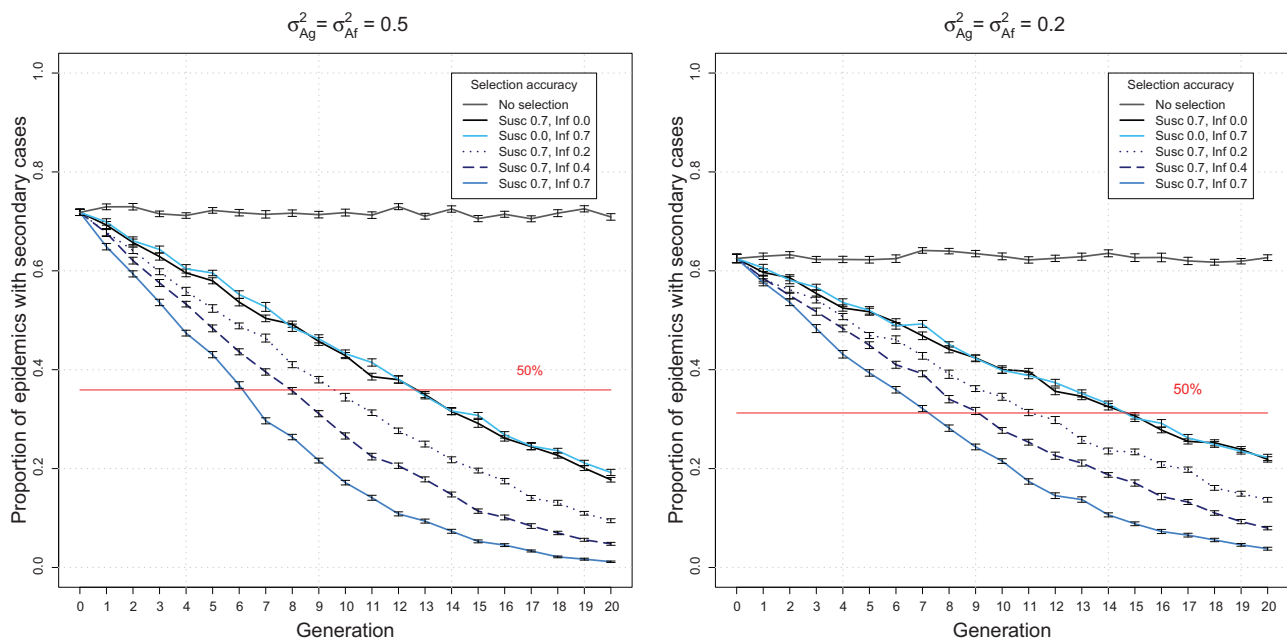 σ²Ag = σ²Af = 0.5
Proportion of epidemics with secondary cases
1.0
0.8
0.6
0.4
0.2
0.0
Selection accuracy
No selection
Susc 0.7, Inf 0.0
Susc 0.0, Inf 0.7
Susc 0.7, Inf 0.2
Susc 0.7, Inf 0.4
Susc 0.7, Inf 0.7
50%
0 1 2 3 4 5 6 7 8 9 10 11 12 13 14 15 16 17 18 19 20
Generation
σ²Ag = σ²Af = 0.2
Proportion of epidemics with secondary cases
1.0
0.8
0.6
0.4
0.2
0.0
Selection accuracy
No selection
Susc 0.7, Inf 0.0
Susc 0.0, Inf 0.7
Susc 0.7, Inf 0.2
Susc 0.7, Inf 0.4
Susc 0.7, Inf 0.7
50%
0 1 2 3 4 5 6 7 8 9 10 11 12 13 14 15 16 17 18 19 20
Generation